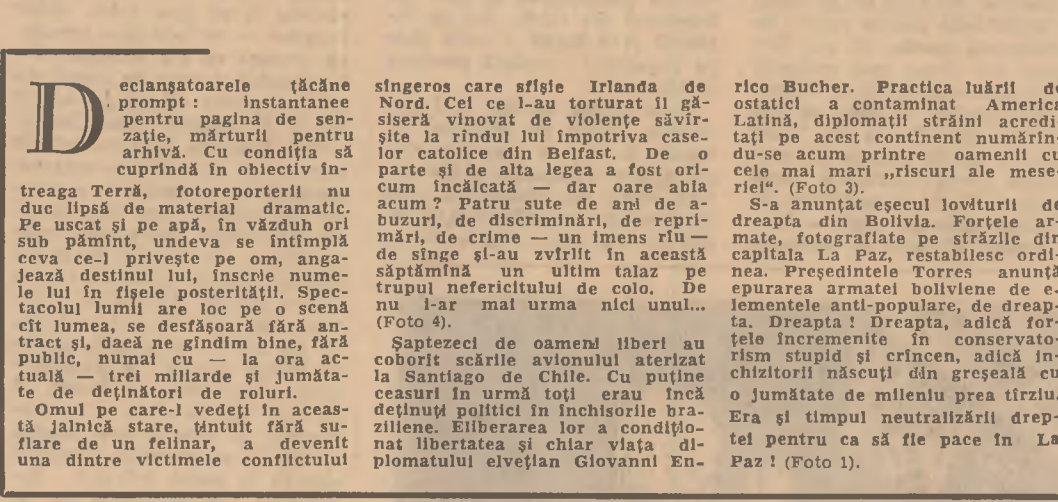 Declanşatoarele ţăcăne
prompt : instantanee
pentru pagina de sen-
zaţie, mărturii pentru
arhivă. Cu condiţia să
cuprindă în obiectiv în-
treaga Terră, fotoreporterii nu
duc lipsă de material dramatic.
Pe uscat şi pe apă, în văzduh ori
sub pămînt, undeva se întîmplă
ceva ce-l priveşte pe om, anga-
jează destinul lui, înscrie nume-
le lui în fişele posterităţii. Spec-
tacolul lumii are loc pe o scenă
cît lumea, se desfăşoară fără an-
tract şi, dacă ne gîndim bine, fără
public, numai cu — la ora ac-
tuală — trei miliarde şi jumăta-
te de deţinători de roluri.
Omul pe care-l vedeţi în aceas-
tă jalnică stare, ţintuit fără su-
flare de un felinar, a devenit
una dintre victimele conflictului
sîngeros care sfîşie Irlanda de
Nord. Cei ce l-au torturat îl gă-
siseră vinovat de violenţe săvîr-
şite la rîndul lui împotriva case-
lor catolice din Belfast. De o
parte şi de alta legea a fost ori-
cum încălcată — dar oare abia
acum ? Patru sute de ani de a-
buzuri, de discriminări, de repri-
mări, de crime — un imens rîu —
de sînge şi-au zvîrlit în această
săptămînă un ultim talaz pe
trupul nefericitului de colo. De
nu i-ar mai urma nici unul...
(Foto 4).
Şaptezeci de oameni liberi au
coborît scările avionului aterizat
la Santiago de Chile. Cu puţine
ceasuri în urmă toţi erau încă
deţinuţi politici în închisorile bra-
ziliene. Eliberarea lor a condiţio-
nat libertatea şi chiar viaţa di-
plomatului elveţian Giovanni En-
rico Bucher. Practica luării de
ostatici a contaminat America
Latină, diplomaţii străini acredi-
taţi pe acest continent numărîn-
du-se acum printre oamenii cu
cele mai mari „riscuri ale mese-
riei“. (Foto 3).
S-a anunţat eşecul loviturii de
dreapta din Bolivia. Forţele ar-
mate, fotografiate pe străzile din
capitala La Paz, restabilesc ordi-
nea. Preşedintele Torres anunţă
epurarea armatei boliviene de e-
lementele anti-populare, de dreap-
ta. Dreapta ! Dreapta, adică for-
ţele încremenite în conservato-
rism stupid şi crîncen, adică in-
chizitorii născuţi din greşeală cu
o jumătate de mileniu prea tîrziu.
Era şi timpul neutralizării drep-
tei pentru ca să fie pace în La
Paz ! (Foto 1).